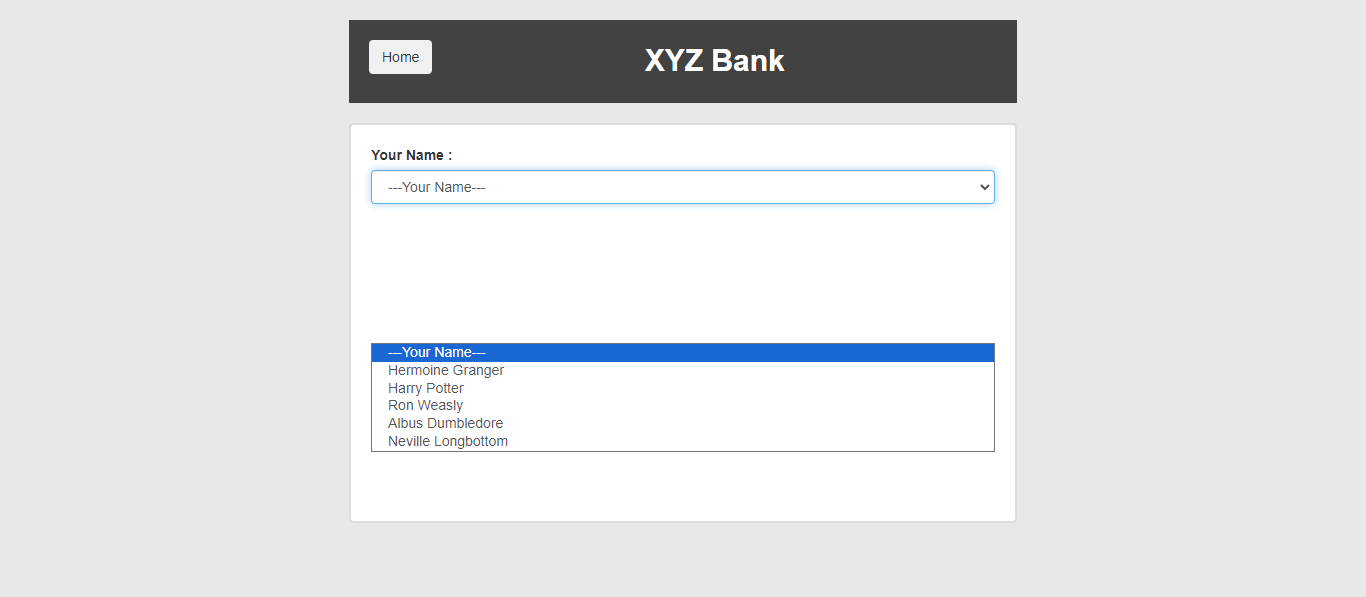 Home
XYZ Bank
Your Name :
---Your Name---
---Your Name---
Hermoine Granger
Harry Potter
Ron Weasly
Albus Dumbledore
Neville Longbottom